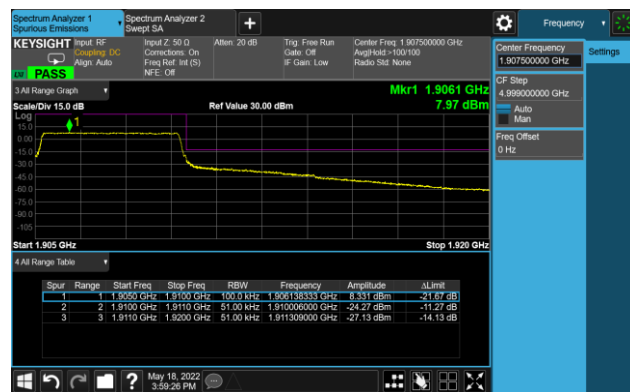 Spectrum Analyzer 1
Spurious Emissions
Spectrum Analyzer 2
Swept SA
+
Frequency
KEYSIGHT
Input: RF
Coupling: DC
Align: Auto
Input Z: 50 Ω
Corrections: On
Freq Ref: Int (S)
NFE: Off
Atten: 20 dB
Trig: Free Run
Gate: Off
IF Gain: Low
Center Freq: 1.907500000 GHz
Avg|Hold:>100/100
Radio Std: None
PASS
Center Frequency
1.907500000 GHz
Settings
CF Step
4.999000000 MHz
Auto
Man
Freq Offset
0 Hz
3 All Range Graph
Mkr1 1.9061 GHz
7.97 dBm
Scale/Div 15.0 dB
Ref Value 30.00 dBm
Log
15.0
0.00
-15.0
-30.0
-45.0
-60.0
-75.0
-90.0
-105
1
Start 1.905 GHz
Stop 1.920 GHz
4 All Range Table
Spur Range Start Freq Stop Freq RBW Frequency Amplitude ΔLimit
1 1 1.9050 GHz 1.9100 GHz 100.0 kHz 1.906138333 GHz 8.331 dBm -21.67 dB
2 2 1.9100 GHz 1.9110 GHz 51.00 kHz 1.910006000 GHz -24.27 dBm -11.27 dB
3 3 1.9110 GHz 1.9200 GHz 51.00 kHz 1.911309000 GHz -27.13 dBm -14.13 dB
?
May 18, 2022
3:59:26 PM